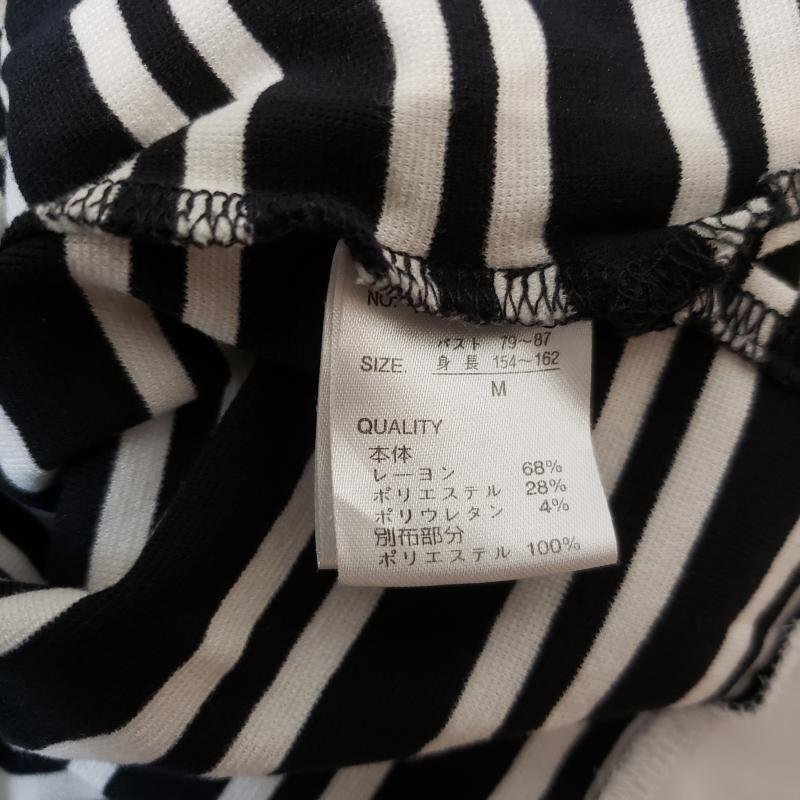 NO.
バスト 79～87
SIZE. 身長 154～162
M
QUALITY
本体
レーヨン 68%
ポリエステル 28%
ポリウレタン 4%
別布部分
ポリエステル 100%